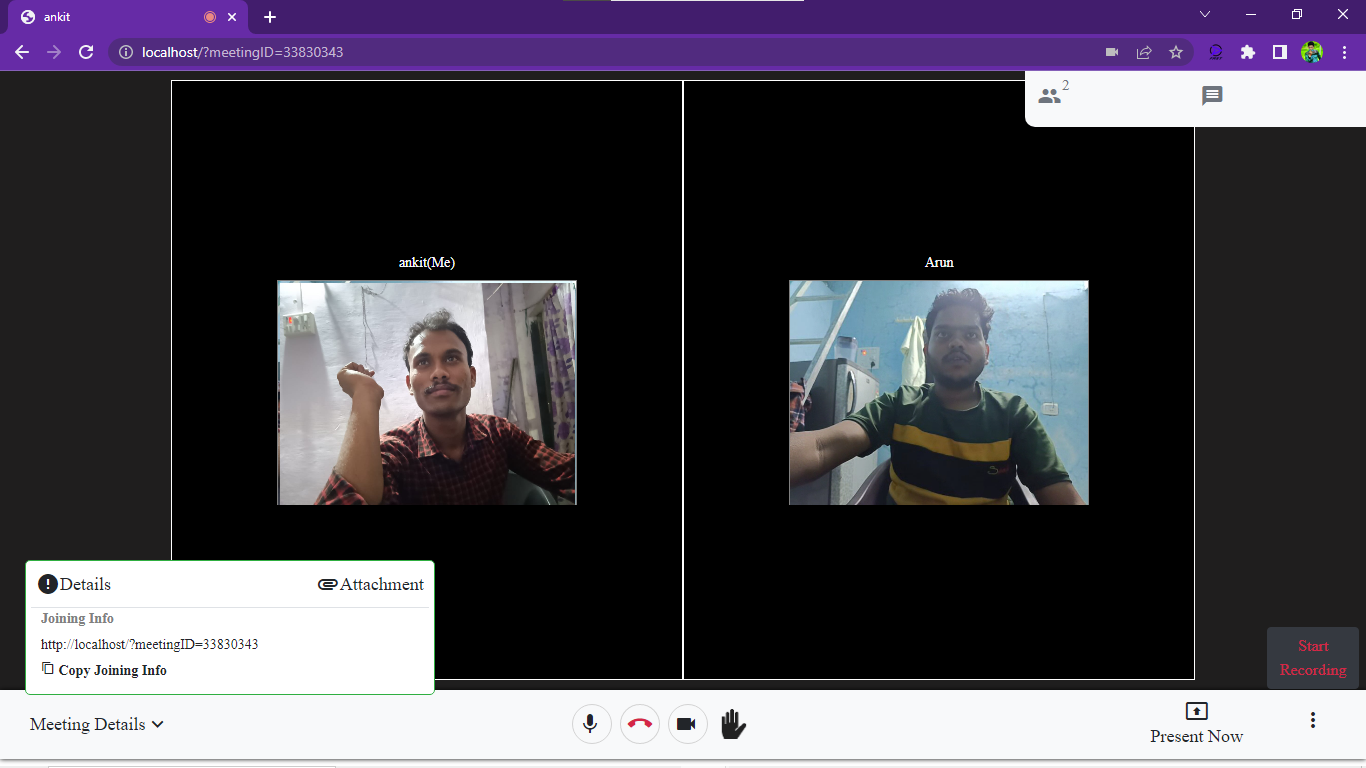 ankit
localhost/?meetingID=33830343
2
ankit(Me)
Arun
Details
Attachment
Joining Info
http://localhost/?meetingID=33830343
Copy Joining Info
Start
Recording
Meeting Details
Present Now